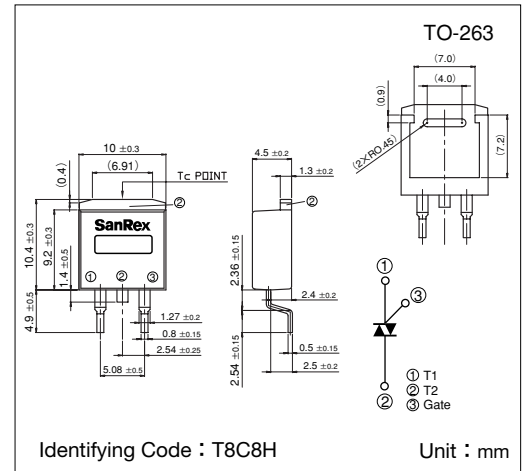 TO-263
(7.0)
(4.0)
(0.9)
(7.2)
(2×R0.45)
10 ±0.3
(6.91)
(0.4)
Tc POINT
②
SanRex
① ② ③
10.4 ±0.3
9.2 ±0.3
1.4 ±0.5
4.9 ±0.5
1.27 ±0.2
0.8 ±0.15
2.54 ±0.25
5.08 ±0.5
4.5 ±0.2
1.3 ±0.2
②
2.36 ±0.15
2.4 ±0.2
2.54 ±0.15
0.5 ±0.15
2.5 ±0.2
①
③
②
① T1
② T2
③ Gate
Identifying Code：T8C8H
Unit：mm